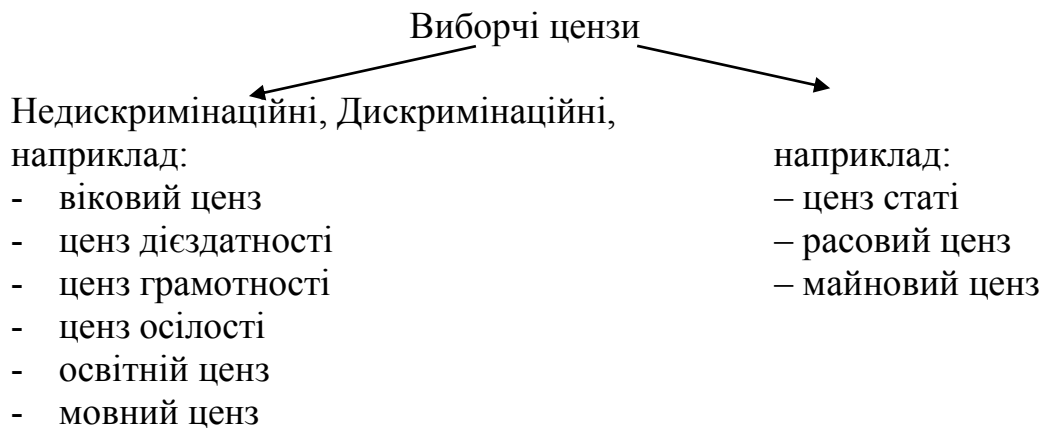 Виборчі цензи
Недискримінаційні, Дискримінаційні,
наприклад: наприклад:
- віковий ценз – ценз статі
- ценз дієздатності – расовий ценз
- ценз грамотності – майновий ценз
- ценз осілості
- освітній ценз
- мовний ценз